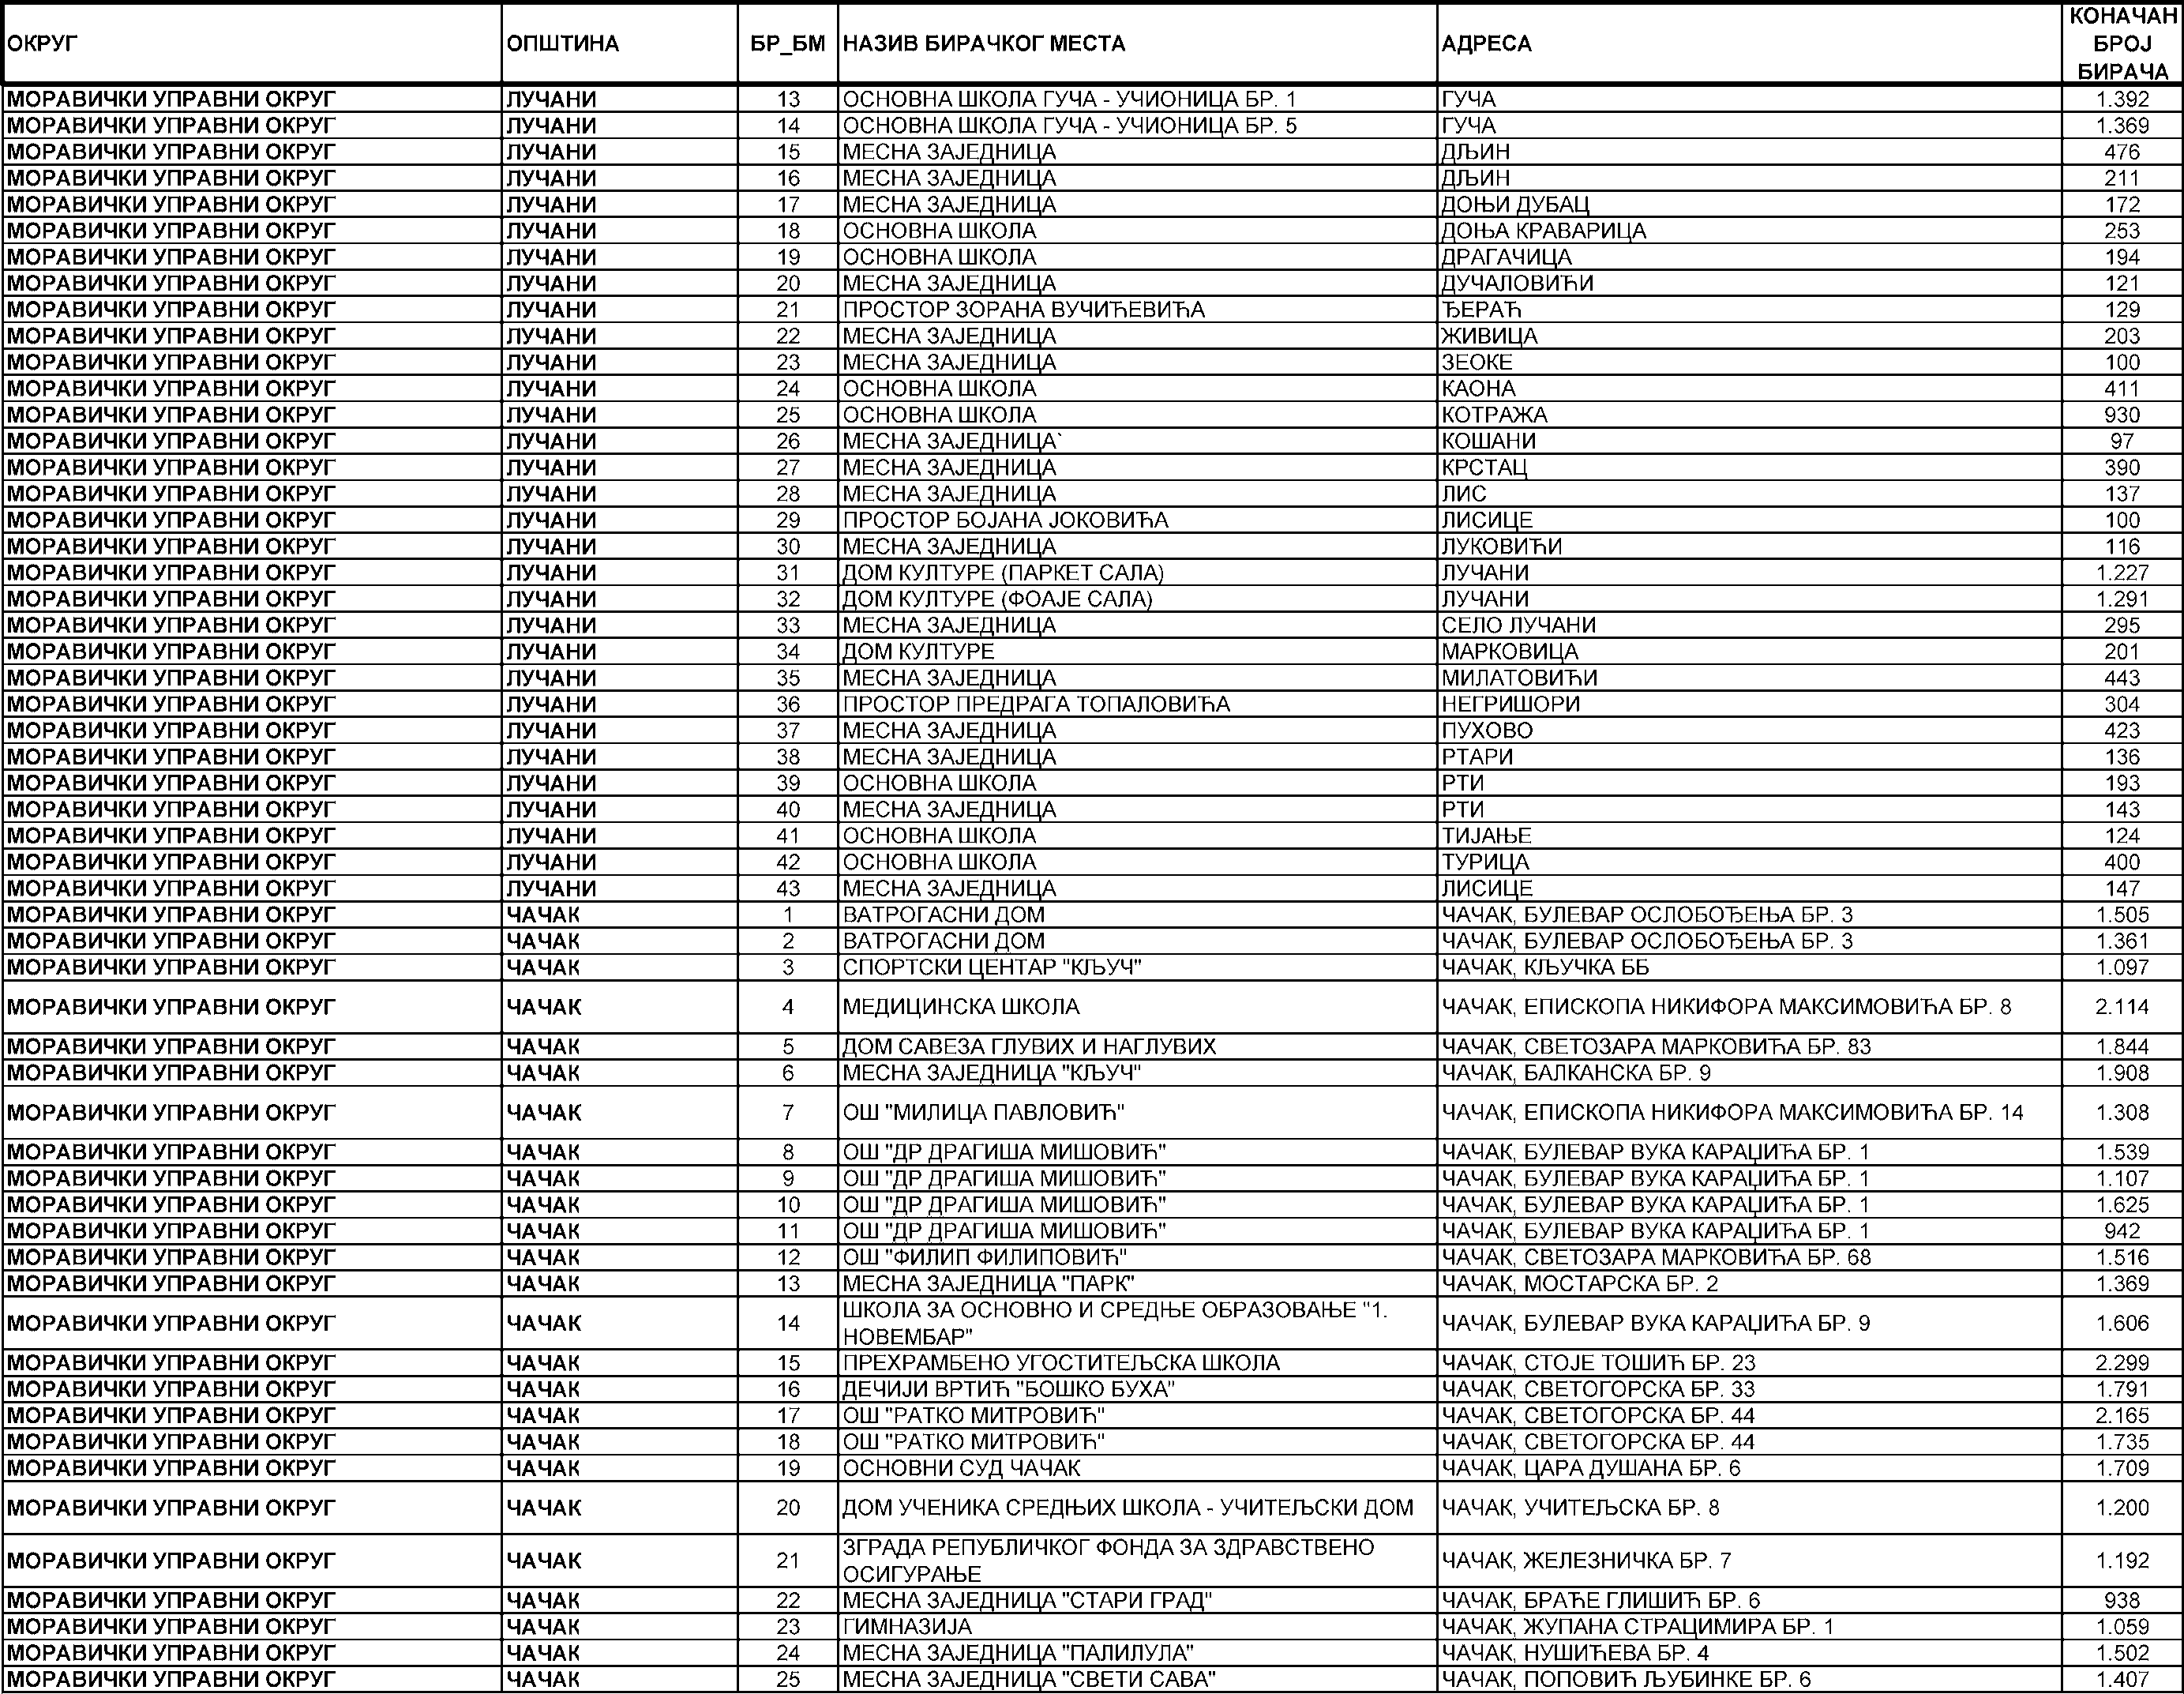 ОКРУГ ОПШТИНА БР_БМ НАЗИВ БИРАЧКОГ МЕСТА АДРЕСА КОНАЧАН БРОЈ БИРАЧА
МОРАВИЧКИ УПРАВНИ ОКРУГ ЛУЧАНИ 13 ОСНОВНА ШКОЛА ГУЧА - УЧИОНИЦА БР. 1 ГУЧА 1.392
МОРАВИЧКИ УПРАВНИ ОКРУГ ЛУЧАНИ 14 ОСНОВНА ШКОЛА ГУЧА - УЧИОНИЦА БР. 5 ГУЧА 1.369
МОРАВИЧКИ УПРАВНИ ОКРУГ ЛУЧАНИ 15 МЕСНА ЗАЈЕДНИЦА ДЉИН 476
МОРАВИЧКИ УПРАВНИ ОКРУГ ЛУЧАНИ 16 МЕСНА ЗАЈЕДНИЦА ДЉИН 211
МОРАВИЧКИ УПРАВНИ ОКРУГ ЛУЧАНИ 17 МЕСНА ЗАЈЕДНИЦА ДОЊИ ДУБАЦ 172
МОРАВИЧКИ УПРАВНИ ОКРУГ ЛУЧАНИ 18 ОСНОВНА ШКОЛА ДОЊА КРАВАРИЦА 253
МОРАВИЧКИ УПРАВНИ ОКРУГ ЛУЧАНИ 19 ОСНОВНА ШКОЛА ДРАГАЧИЦА 194
МОРАВИЧКИ УПРАВНИ ОКРУГ ЛУЧАНИ 20 МЕСНА ЗАЈЕДНИЦА ДУЧАЛОВИЋИ 121
МОРАВИЧКИ УПРАВНИ ОКРУГ ЛУЧАНИ 21 ПРОСТОР ЗОРАНА ВУЧИЋЕВИЋА ЂЕРАЋ 129
МОРАВИЧКИ УПРАВНИ ОКРУГ ЛУЧАНИ 22 МЕСНА ЗАЈЕДНИЦА ЖИВИЦА 203
МОРАВИЧКИ УПРАВНИ ОКРУГ ЛУЧАНИ 23 МЕСНА ЗАЈЕДНИЦА ЗЕОКЕ 100
МОРАВИЧКИ УПРАВНИ ОКРУГ ЛУЧАНИ 24 ОСНОВНА ШКОЛА КАОНА 411
МОРАВИЧКИ УПРАВНИ ОКРУГ ЛУЧАНИ 25 ОСНОВНА ШКОЛА КОТРАЖА 930
МОРАВИЧКИ УПРАВНИ ОКРУГ ЛУЧАНИ 26 МЕСНА ЗАЈЕДНИЦА` КОШАНИ 97
МОРАВИЧКИ УПРАВНИ ОКРУГ ЛУЧАНИ 27 МЕСНА ЗАЈЕДНИЦА КРСТАЦ 390
МОРАВИЧКИ УПРАВНИ ОКРУГ ЛУЧАНИ 28 МЕСНА ЗАЈЕДНИЦА ЛИС 137
МОРАВИЧКИ УПРАВНИ ОКРУГ ЛУЧАНИ 29 ПРОСТОР БОЈАНА ЈОКОВИЋА ЛИСИЦЕ 100
МОРАВИЧКИ УПРАВНИ ОКРУГ ЛУЧАНИ 30 МЕСНА ЗАЈЕДНИЦА ЛУКОВИЋИ 116
МОРАВИЧКИ УПРАВНИ ОКРУГ ЛУЧАНИ 31 ДОМ КУЛТУРЕ (ПАРКЕТ САЛА) ЛУЧАНИ 1.227
МОРАВИЧКИ УПРАВНИ ОКРУГ ЛУЧАНИ 32 ДОМ КУЛТУРЕ (ФОАЈЕ САЛА) ЛУЧАНИ 1.291
МОРАВИЧКИ УПРАВНИ ОКРУГ ЛУЧАНИ 33 МЕСНА ЗАЈЕДНИЦА СЕЛО ЛУЧАНИ 295
МОРАВИЧКИ УПРАВНИ ОКРУГ ЛУЧАНИ 34 ДОМ КУЛТУРЕ МАРКОВИЦА 201
МОРАВИЧКИ УПРАВНИ ОКРУГ ЛУЧАНИ 35 МЕСНА ЗАЈЕДНИЦА МИЛАТОВИЋИ 443
МОРАВИЧКИ УПРАВНИ ОКРУГ ЛУЧАНИ 36 ПРОСТОР ПРЕДРАГА ТОПАЛОВИЋА НЕГРИШОРИ 304
МОРАВИЧКИ УПРАВНИ ОКРУГ ЛУЧАНИ 37 МЕСНА ЗАЈЕДНИЦА ПУХОВО 423
МОРАВИЧКИ УПРАВНИ ОКРУГ ЛУЧАНИ 38 МЕСНА ЗАЈЕДНИЦА РТАРИ 136
МОРАВИЧКИ УПРАВНИ ОКРУГ ЛУЧАНИ 39 ОСНОВНА ШКОЛА РТИ 193
МОРАВИЧКИ УПРАВНИ ОКРУГ ЛУЧАНИ 40 МЕСНА ЗАЈЕДНИЦА РТИ 143
МОРАВИЧКИ УПРАВНИ ОКРУГ ЛУЧАНИ 41 ОСНОВНА ШКОЛА ТИЈАЊЕ 124
МОРАВИЧКИ УПРАВНИ ОКРУГ ЛУЧАНИ 42 ОСНОВНА ШКОЛА ТУРИЦА 400
МОРАВИЧКИ УПРАВНИ ОКРУГ ЛУЧАНИ 43 МЕСНА ЗАЈЕДНИЦА ЛИСИЦЕ 147
МОРАВИЧКИ УПРАВНИ ОКРУГ ЧАЧАК 1 ВАТРОГАСНИ ДОМ ЧАЧАК, БУЛЕВАР ОСЛОБОЂЕЊА БР. 3 1.505
МОРАВИЧКИ УПРАВНИ ОКРУГ ЧАЧАК 2 ВАТРОГАСНИ ДОМ ЧАЧАК, БУЛЕВАР ОСЛОБОЂЕЊА БР. 3 1.361
МОРАВИЧКИ УПРАВНИ ОКРУГ ЧАЧАК 3 СПОРТСКИ ЦЕНТАР "КЉУЧ" ЧАЧАК, КЉУЧКА ББ 1.097
МОРАВИЧКИ УПРАВНИ ОКРУГ ЧАЧАК 4 МЕДИЦИНСКА ШКОЛА ЧАЧАК, ЕПИСКОПА НИКИФОРА МАКСИМОВИЋА БР. 8 2.114
МОРАВИЧКИ УПРАВНИ ОКРУГ ЧАЧАК 5 ДОМ САВЕЗА ГЛУВИХ И НАГЛУВИХ ЧАЧАК, СВЕТОЗАРА МАРКОВИЋА БР. 83 1.844
МОРАВИЧКИ УПРАВНИ ОКРУГ ЧАЧАК 6 МЕСНА ЗАЈЕДНИЦА "КЉУЧ" ЧАЧАК, БАЛКАНСКА БР. 9 1.908
МОРАВИЧКИ УПРАВНИ ОКРУГ ЧАЧАК 7 ОШ "МИЛИЦА ПАВЛОВИЋ" ЧАЧАК, ЕПИСКОПА НИКИФОРА МАКСИМОВИЋА БР. 14 1.308
МОРАВИЧКИ УПРАВНИ ОКРУГ ЧАЧАК 8 ОШ "ДР ДРАГИША МИШОВИЋ" ЧАЧАК, БУЛЕВАР ВУКА КАРАЏИЋА БР. 1 1.539
МОРАВИЧКИ УПРАВНИ ОКРУГ ЧАЧАК 9 ОШ "ДР ДРАГИША МИШОВИЋ" ЧАЧАК, БУЛЕВАР ВУКА КАРАЏИЋА БР. 1 1.107
МОРАВИЧКИ УПРАВНИ ОКРУГ ЧАЧАК 10 ОШ "ДР ДРАГИША МИШОВИЋ" ЧАЧАК, БУЛЕВАР ВУКА КАРАЏИЋА БР. 1 1.625
МОРАВИЧКИ УПРАВНИ ОКРУГ ЧАЧАК 11 ОШ "ДР ДРАГИША МИШОВИЋ" ЧАЧАК, БУЛЕВАР ВУКА КАРАЏИЋА БР. 1 942
МОРАВИЧКИ УПРАВНИ ОКРУГ ЧАЧАК 12 ОШ "ФИЛИП ФИЛИПОВИЋ" ЧАЧАК, СВЕТОЗАРА МАРКОВИЋА БР. 68 1.516
МОРАВИЧКИ УПРАВНИ ОКРУГ ЧАЧАК 13 МЕСНА ЗАЈЕДНИЦА "ПАРК" ЧАЧАК, МОСТАРСКА БР. 2 1.369
МОРАВИЧКИ УПРАВНИ ОКРУГ ЧАЧАК 14 ШКОЛА ЗА ОСНОВНО И СРЕДЊЕ ОБРАЗОВАЊЕ "1. НОВЕМБАР" ЧАЧАК, БУЛЕВАР ВУКА КАРАЏИЋА БР. 9 1.606
МОРАВИЧКИ УПРАВНИ ОКРУГ ЧАЧАК 15 ПРЕХРАМБЕНО УГОСТИТЕЉСКА ШКОЛА ЧАЧАК, СТОЈЕ ТОШИЋ БР. 23 2.299
МОРАВИЧКИ УПРАВНИ ОКРУГ ЧАЧАК 16 ДЕЧИЈИ ВРТИЋ "БОШКО БУХА" ЧАЧАК, СВЕТОГОРСКА БР. 33 1.791
МОРАВИЧКИ УПРАВНИ ОКРУГ ЧАЧАК 17 ОШ "РАТКО МИТРОВИЋ" ЧАЧАК, СВЕТОГОРСКА БР. 44 2.165
МОРАВИЧКИ УПРАВНИ ОКРУГ ЧАЧАК 18 ОШ "РАТКО МИТРОВИЋ" ЧАЧАК, СВЕТОГОРСКА БР. 44 1.735
МОРАВИЧКИ УПРАВНИ ОКРУГ ЧАЧАК 19 ОСНОВНИ СУД ЧАЧАК ЧАЧАК, ЦАРА ДУШАНА БР. 6 1.709
МОРАВИЧКИ УПРАВНИ ОКРУГ ЧАЧАК 20 ДОМ УЧЕНИКА СРЕДЊИХ ШКОЛА - УЧИТЕЉСКИ ДОМ ЧАЧАК, УЧИТЕЉСКА БР. 8 1.200
МОРАВИЧКИ УПРАВНИ ОКРУГ ЧАЧАК 21 ЗГРАДА РЕПУБЛИЧКОГ ФОНДА ЗА ЗДРАВСТВЕНО ОСИГУРАЊЕ ЧАЧАК, ЖЕЛЕЗНИЧКА БР. 7 1.192
МОРАВИЧКИ УПРАВНИ ОКРУГ ЧАЧАК 22 МЕСНА ЗАЈЕДНИЦА "СТАРИ ГРАД" ЧАЧАК, БРАЋЕ ГЛИШИЋ БР. 6 938
МОРАВИЧКИ УПРАВНИ ОКРУГ ЧАЧАК 23 ГИМНАЗИЈА ЧАЧАК, ЖУПАНА СТРАЦИМИРА БР. 1 1.059
МОРАВИЧКИ УПРАВНИ ОКРУГ ЧАЧАК 24 МЕСНА ЗАЈЕДНИЦА "ПАЛИЛУЛА" ЧАЧАК, НУШИЋЕВА БР. 4 1.502
МОРАВИЧКИ УПРАВНИ ОКРУГ ЧАЧАК 25 МЕСНА ЗАЈЕДНИЦА "СВЕТИ САВА" ЧАЧАК, ПОПОВИЋ ЉУБИНКЕ БР. 6 1.407